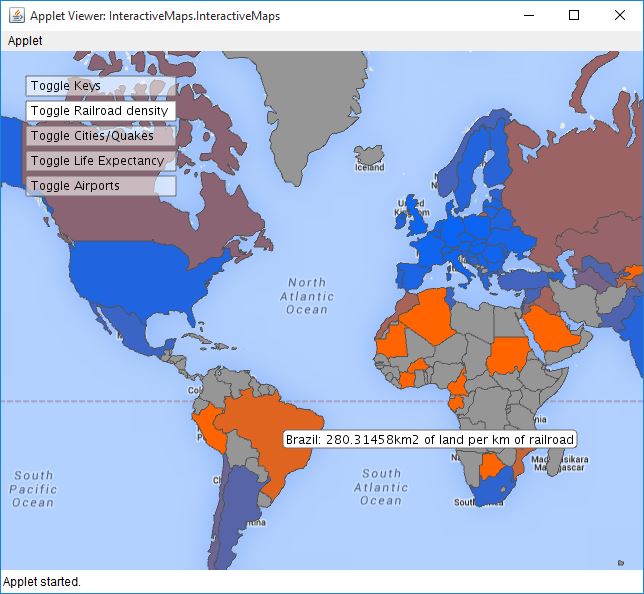 Applet Viewer: InteractiveMaps.InteractiveMaps
Applet
Toggle Keys
Toggle Railroad density
Toggle Cities/Quakes
Toggle Life Expectancy
Toggle Airports
Iceland
United
North
Atlantic
Ocean
Brazil: 280.31458km2 of land per km of railroad
South
Pacific
Ocean
South
Atlantic
Ocean
Madagascar
Applet started.